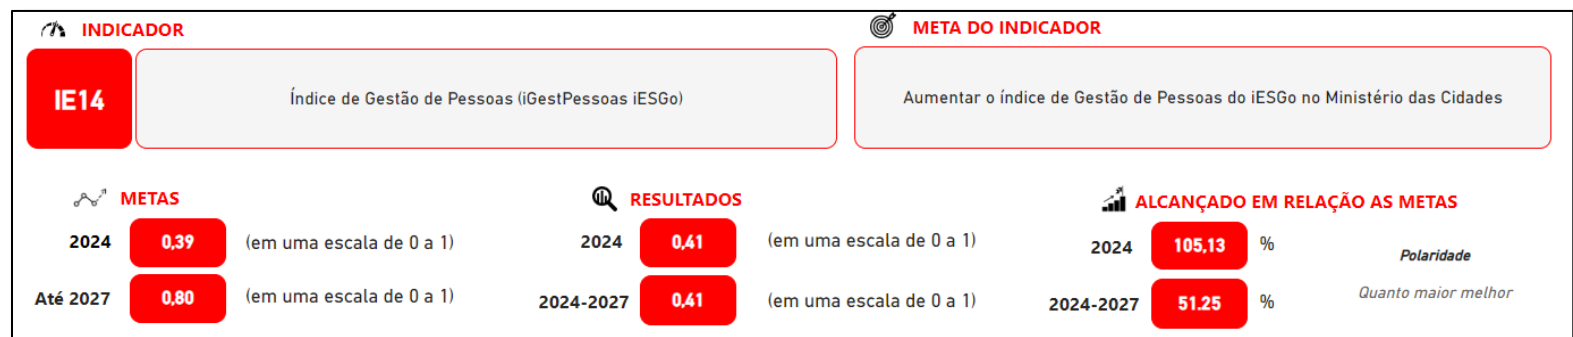 INDICADOR
META DO INDICADOR
IE14
Índice de Gestão de Pessoas (iGestPessoas iESGo)
Aumentar o índice de Gestão de Pessoas do iESGo no Ministério das Cidades
METAS
RESULTADOS
ALCANÇADO EM RELAÇÃO AS METAS
2024 0,39 (em uma escala de 0 a 1)
2024 0,41 (em uma escala de 0 a 1)
2024 105,13 %
Polaridade
Até 2027 0,80 (em uma escala de 0 a 1)
2024-2027 0,41 (em uma escala de 0 a 1)
2024-2027 51.25 %
Quanto maior melhor